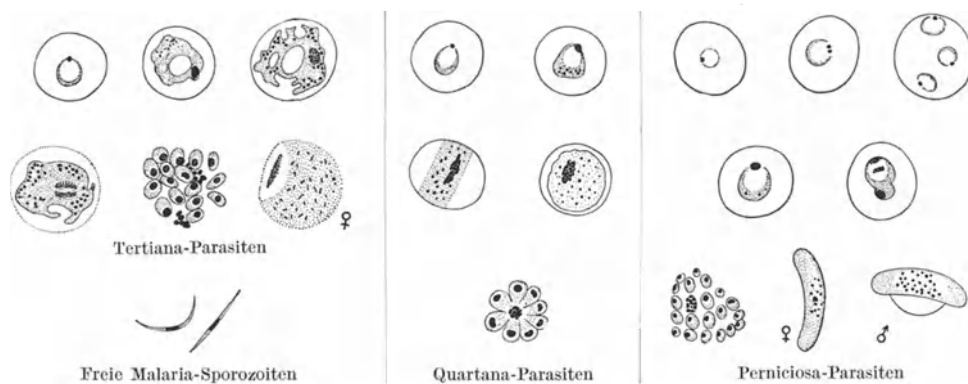 ♀
Tertiana-Parasiten
Freie Malaria-Sporozoiten
Quartana-Parasiten
♀
♂
Perniciosa-Parasiten